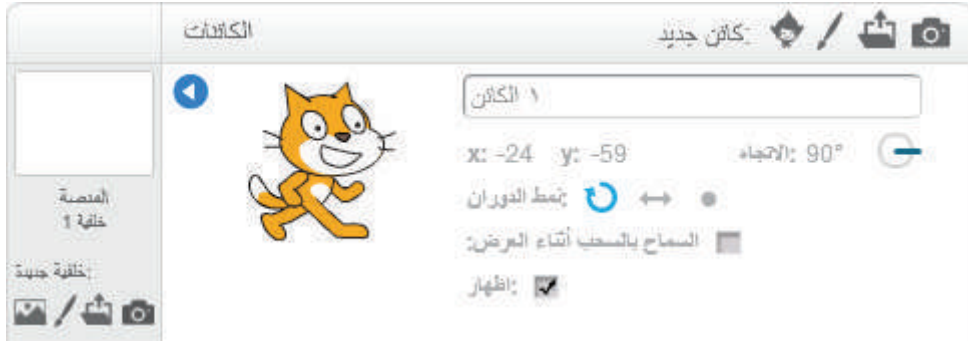 الكائنات
كائن جديد:
١ الكائن
x: -24 y: -59 الاتجاه: 90°
نمط الدوران:
السماح بالسحب أثناء العرض:
اظهار:
المنصة
خلفية 1
خلفية جديدة: